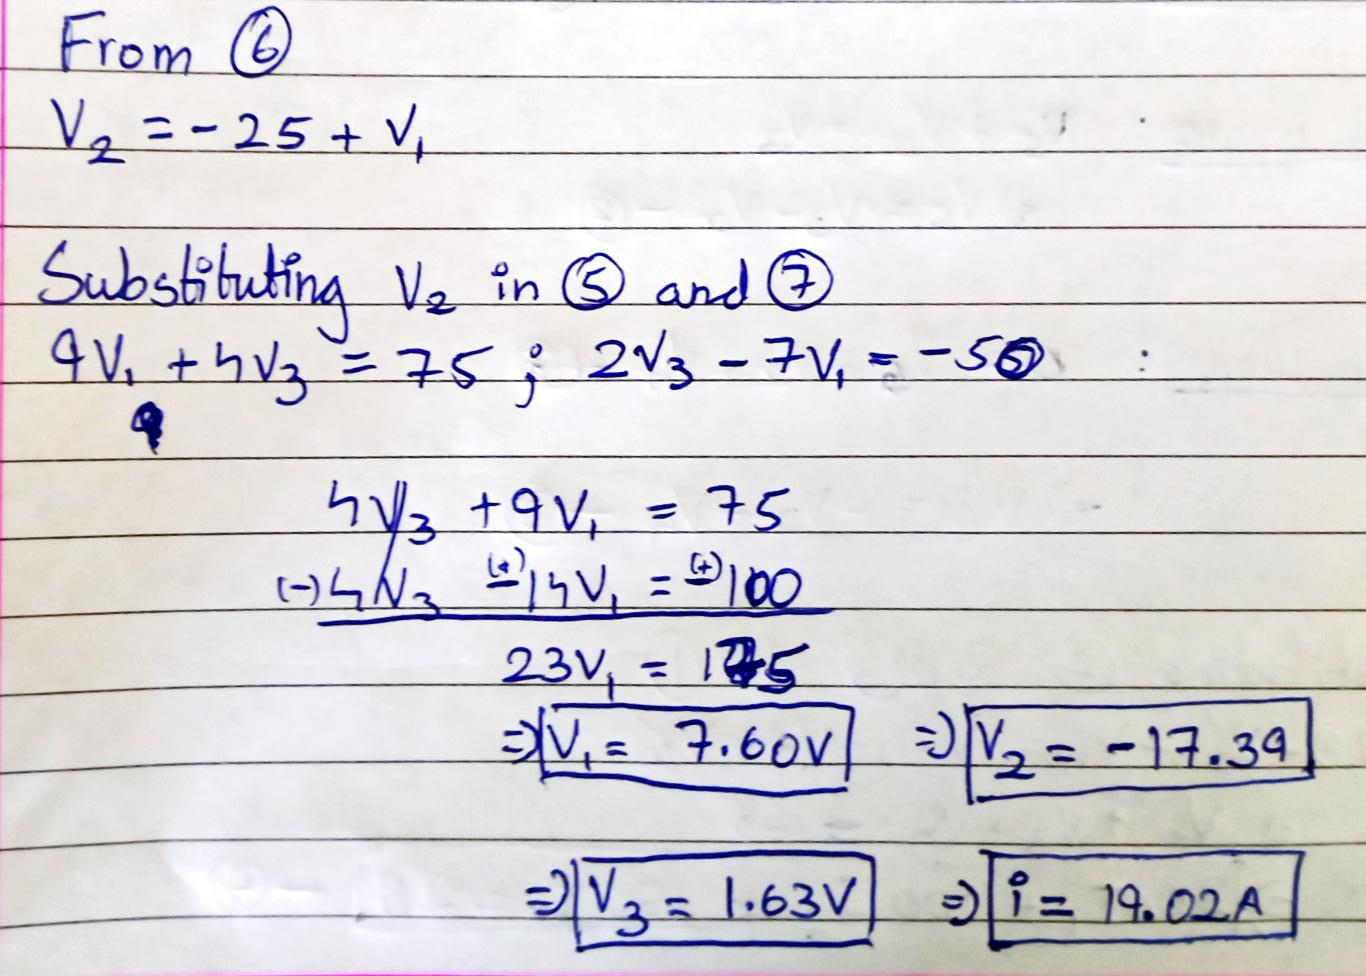 From ⑥
V₂ = -25 + V₁
Substituting V₂ in ⑤ and ⑦
9V₁ + 4V₃ = 75 ; 2V₃ - 7V₁ = -50
4V₃ + 9V₁ = 75
(-) 4V₃ (+)- 14V₁ = (+)- 100
23V₁ = 175
⇒ V₁ = 7.60V ⇒ V₂ = -17.39
⇒ V₃ = 1.63V ⇒ i = 19.02A